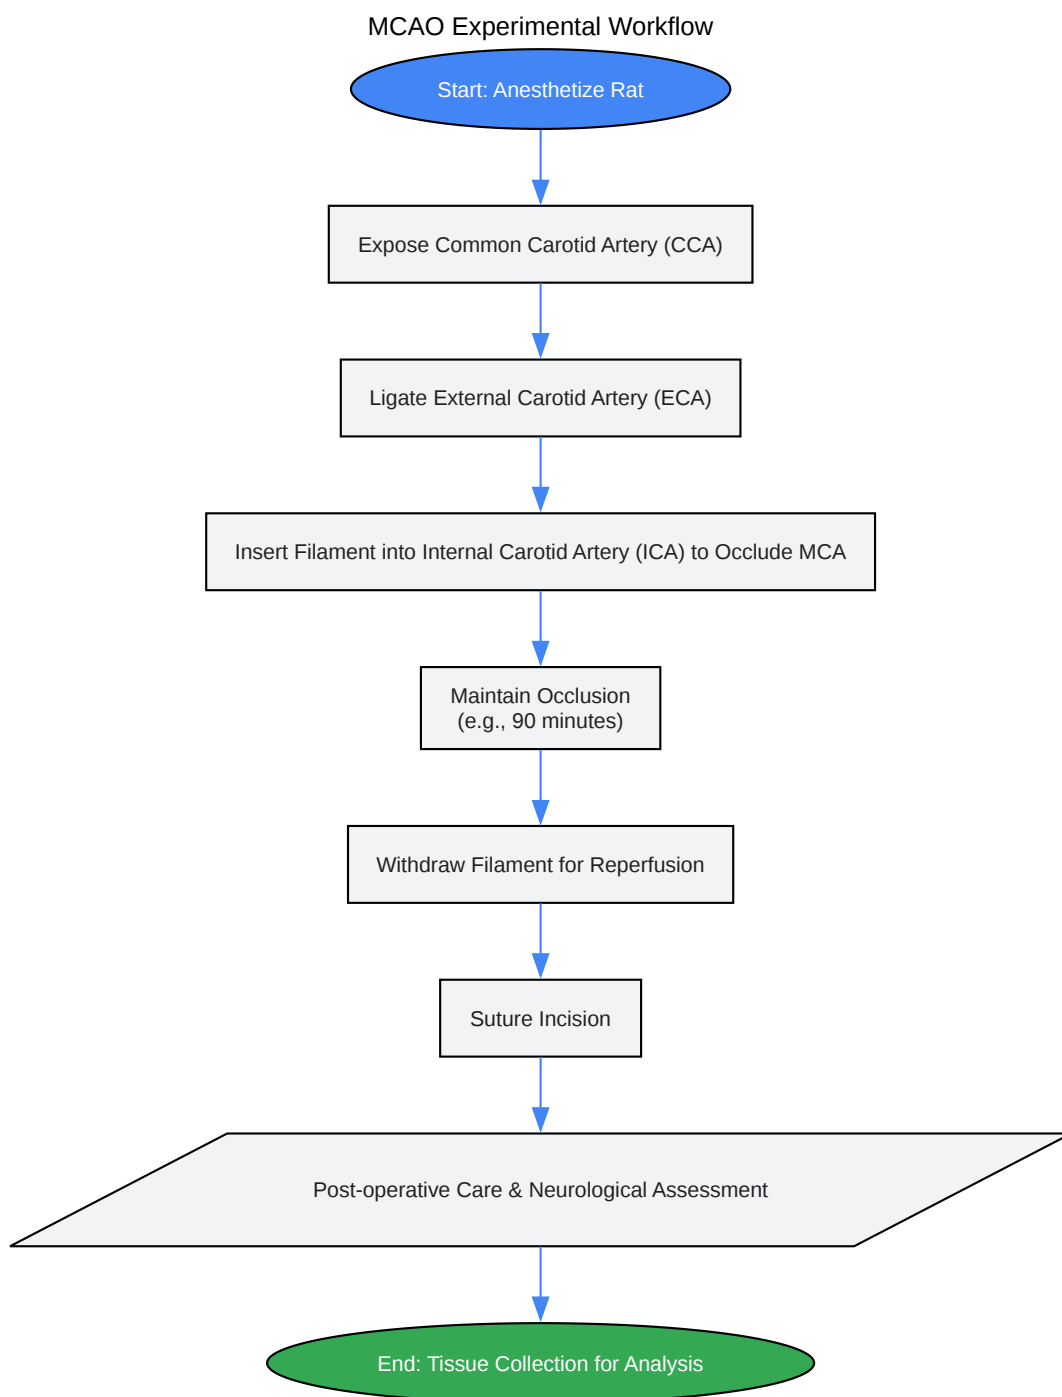 MCAO Experimental Workflow
Start: Anesthetize Rat
Expose Common Carotid Artery (CCA)
Ligate External Carotid Artery (ECA)
Insert Filament into Internal Carotid Artery (ICA) to Occlude MCA
Maintain Occlusion
(e.g., 90 minutes)
Withdraw Filament for Reperfusion
Suture Incision
Post-operative Care & Neurological Assessment
End: Tissue Collection for Analysis